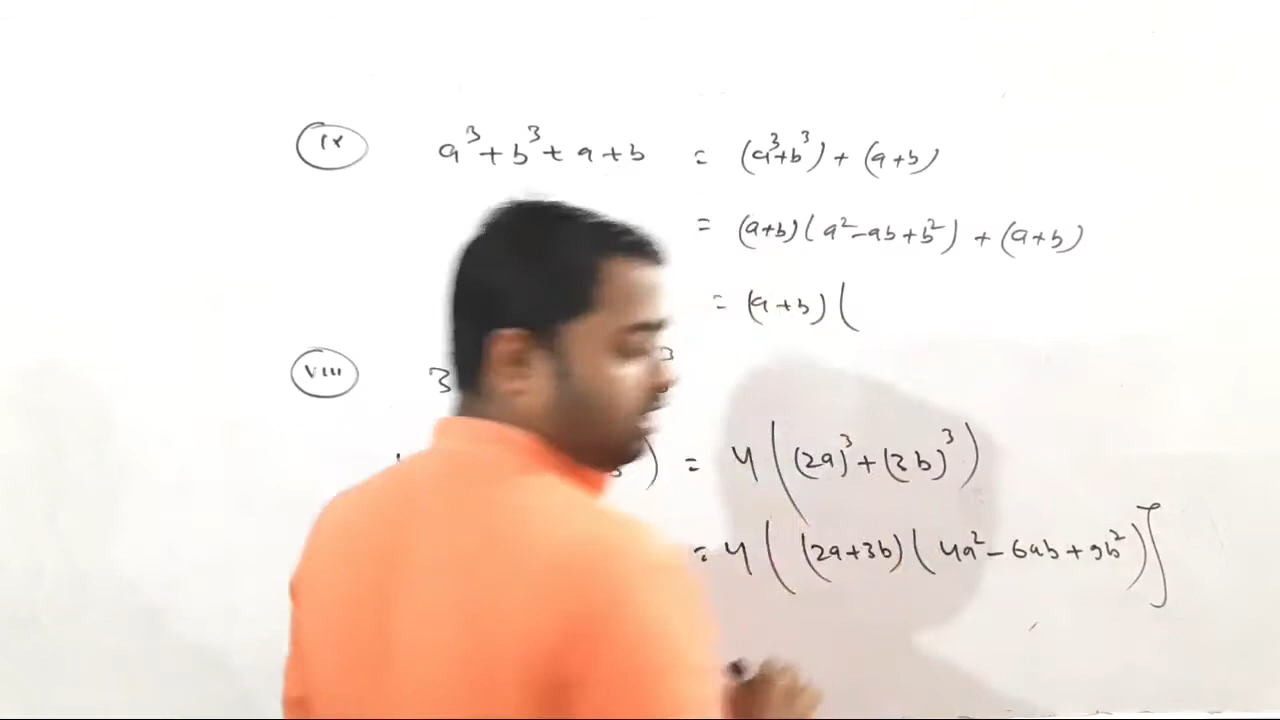 ix a³+b³+a+b = (a³+b³)+(a+b)
= (a+b)(a²-ab+b²)+(a+b)
= (a+b)(
viii 3
) = 4((2a)³+(3b)³)
= 4((2a+3b)(4a²-6ab+9b²)]